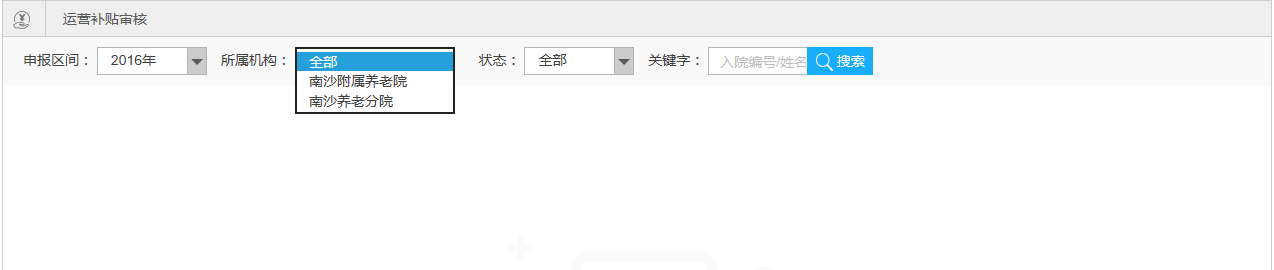 运营补贴审核
申报区间： 2016年 所属机构： 全部 状态： 全部 关键字： 入院编号/姓名 搜索
南沙附属养老院
南沙养老分院